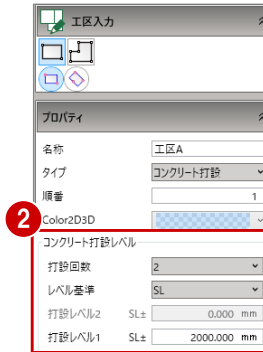 工区入力
プロパティ
名称 工区A
タイプ コンクリート打設
順番 1
2
Color2D3D
コンクリート打設レベル
打設回数 2
レベル基準 SL
打設レベル2 SL± 0.000 mm
打設レベル1 SL± 2000.000 mm